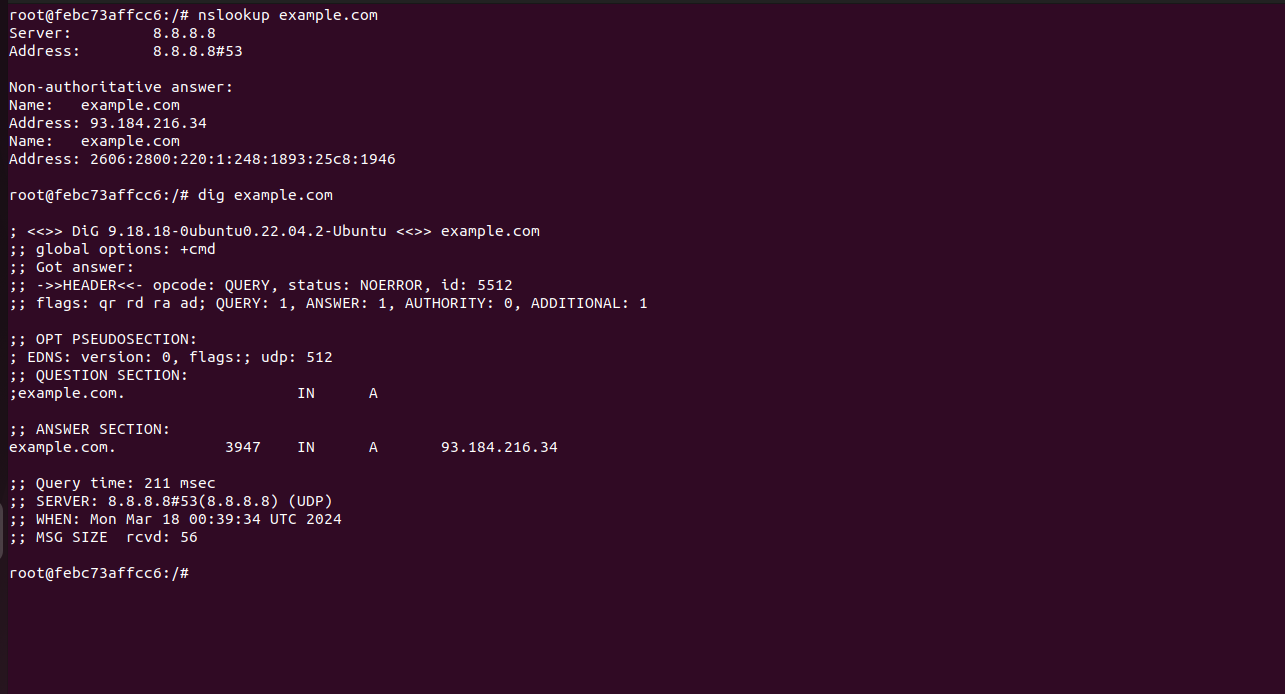 root@febc73affcc6:/# nslookup example.com
Server:         8.8.8.8
Address:        8.8.8.8#53

Non-authoritative answer:
Name:   example.com
Address: 93.184.216.34
Name:   example.com
Address: 2606:2800:220:1:248:1893:25c8:1946

root@febc73affcc6:/# dig example.com

; <<>> DiG 9.18.18-0ubuntu0.22.04.2-Ubuntu <<>> example.com
;; global options: +cmd
;; Got answer:
;; ->>HEADER<<- opcode: QUERY, status: NOERROR, id: 5512
;; flags: qr rd ra ad; QUERY: 1, ANSWER: 1, AUTHORITY: 0, ADDITIONAL: 1

;; OPT PSEUDOSECTION:
; EDNS: version: 0, flags:; udp: 512
;; QUESTION SECTION:
;example.com.                   IN      A

;; ANSWER SECTION:
example.com.            3947    IN      A       93.184.216.34

;; Query time: 211 msec
;; SERVER: 8.8.8.8#53(8.8.8.8) (UDP)
;; WHEN: Mon Mar 18 00:39:34 UTC 2024
;; MSG SIZE  rcvd: 56

root@febc73affcc6:/#